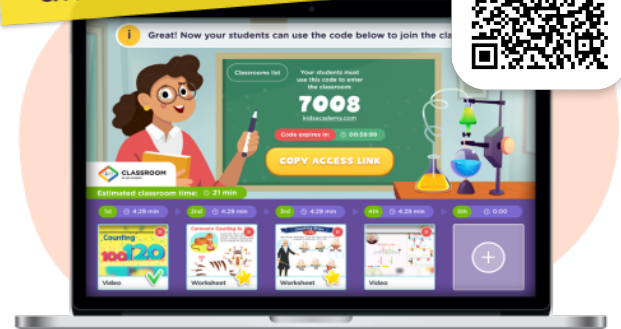 Great! Now your students can use the code below to join the cla
Classrooms list
Your students must
use this code to enter
the classroom:
7008
kidsacademy.com
Code expires in:
00:59:99
COPY ACCESS LINK
CLASSROOM
Estimated classroom time: 21 min
1st 4:29 min
2nd 4:29 min
3rd 4:29 min
4th 4:29 min
5th 0:00
Counting
100 120
Video
Worksheet
Worksheet
Video